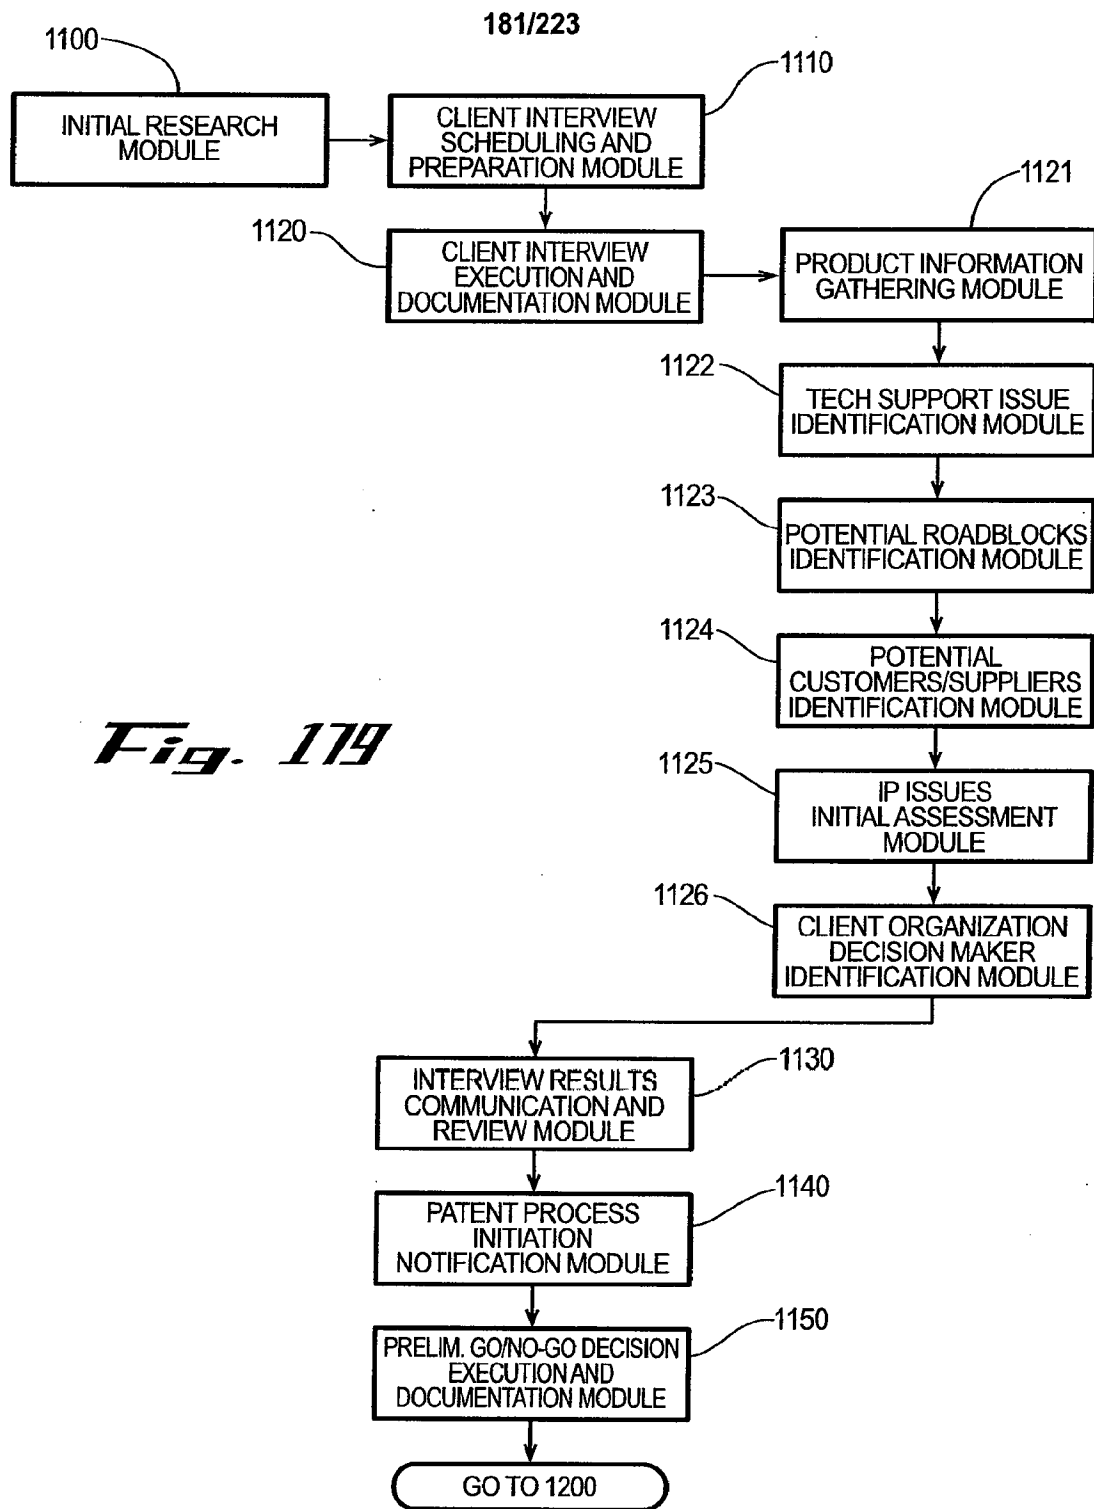 181/223
1100
INITIAL RESEARCH
MODULE
1110
CLIENT INTERVIEW
SCHEDULING AND
PREPARATION MODULE
1120
CLIENT INTERVIEW
EXECUTION AND
DOCUMENTATION MODULE
1121
PRODUCT INFORMATION
GATHERING MODULE
1122
TECH SUPPORT ISSUE
IDENTIFICATION MODULE
1123
POTENTIAL ROADBLOCKS
IDENTIFICATION MODULE
1124
POTENTIAL
CUSTOMERS/SUPPLIERS
IDENTIFICATION MODULE
Fig. 179
1125
IP ISSUES
INITIAL ASSESSMENT
MODULE
1126
CLIENT ORGANIZATION
DECISION MAKER
IDENTIFICATION MODULE
1130
INTERVIEW RESULTS
COMMUNICATION AND
REVIEW MODULE
1140
PATENT PROCESS
INITIATION
NOTIFICATION MODULE
1150
PRELIM. GO/NO-GO DECISION
EXECUTION AND
DOCUMENTATION MODULE
GO TO 1200